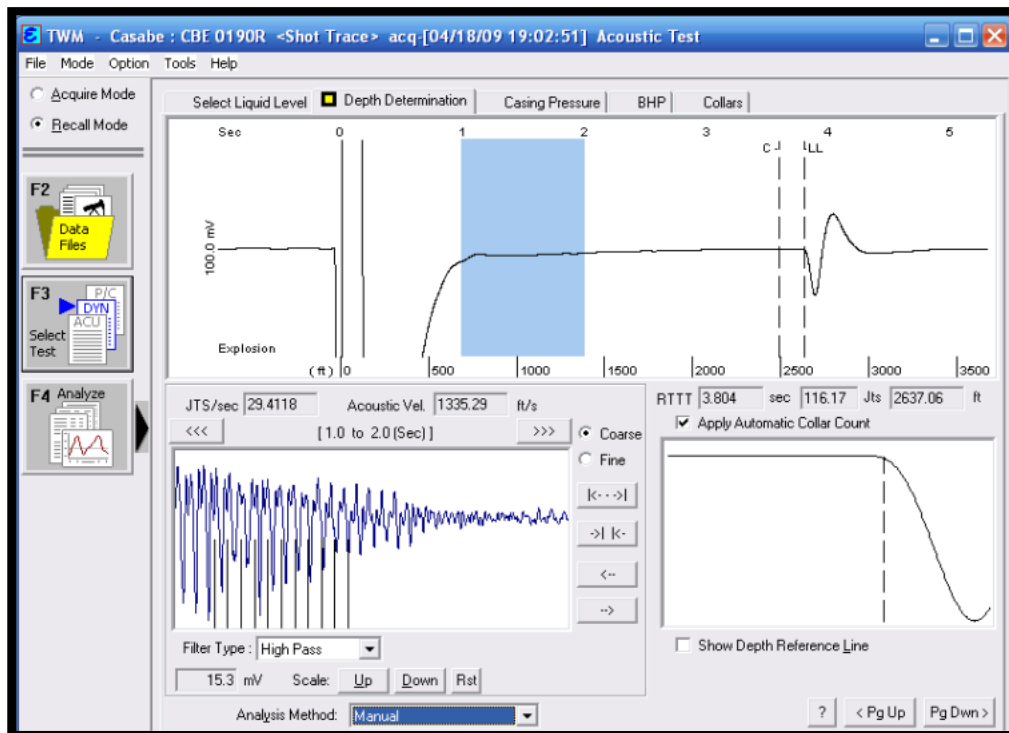 TWM - Casabe : CBE 0190R <Shot Trace> acq-[04/18/09 19:02:51] Acoustic Test
File Mode Option Tools Help
Acquire Mode
Recall Mode
F2
Data
Files
F3
P/C
DYN
ACU
Select
Test
F4 Analyze
Select Liquid Level Depth Determination Casing Pressure BHP Collars
Sec 0 1 2 3 4 5
C LL
100.0 mV
Explosion
(ft) 0 500 1000 1500 2000 2500 3000 3500
JTS/sec 29.4118 Acoustic Vel. 1335.29 ft/s
<<< [1.0 to 2.0 (Sec)] >>>
Coarse
Fine
|<--->|
->| |<-
<--
-->
Filter Type : High Pass
15.3 mV Scale: Up Down Rst
Analysis Method: Manual
RTTT 3.804 sec 116.17 Jts 2637.06 ft
Apply Automatic Collar Count
Show Depth Reference Line
? < Pg Up Pg Dwn >